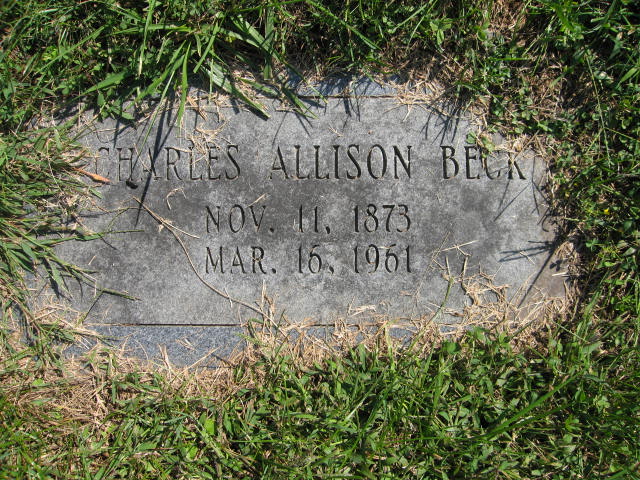 CHARLES ALLISON BECK
NOV. 11, 1873
MAR. 16, 1961